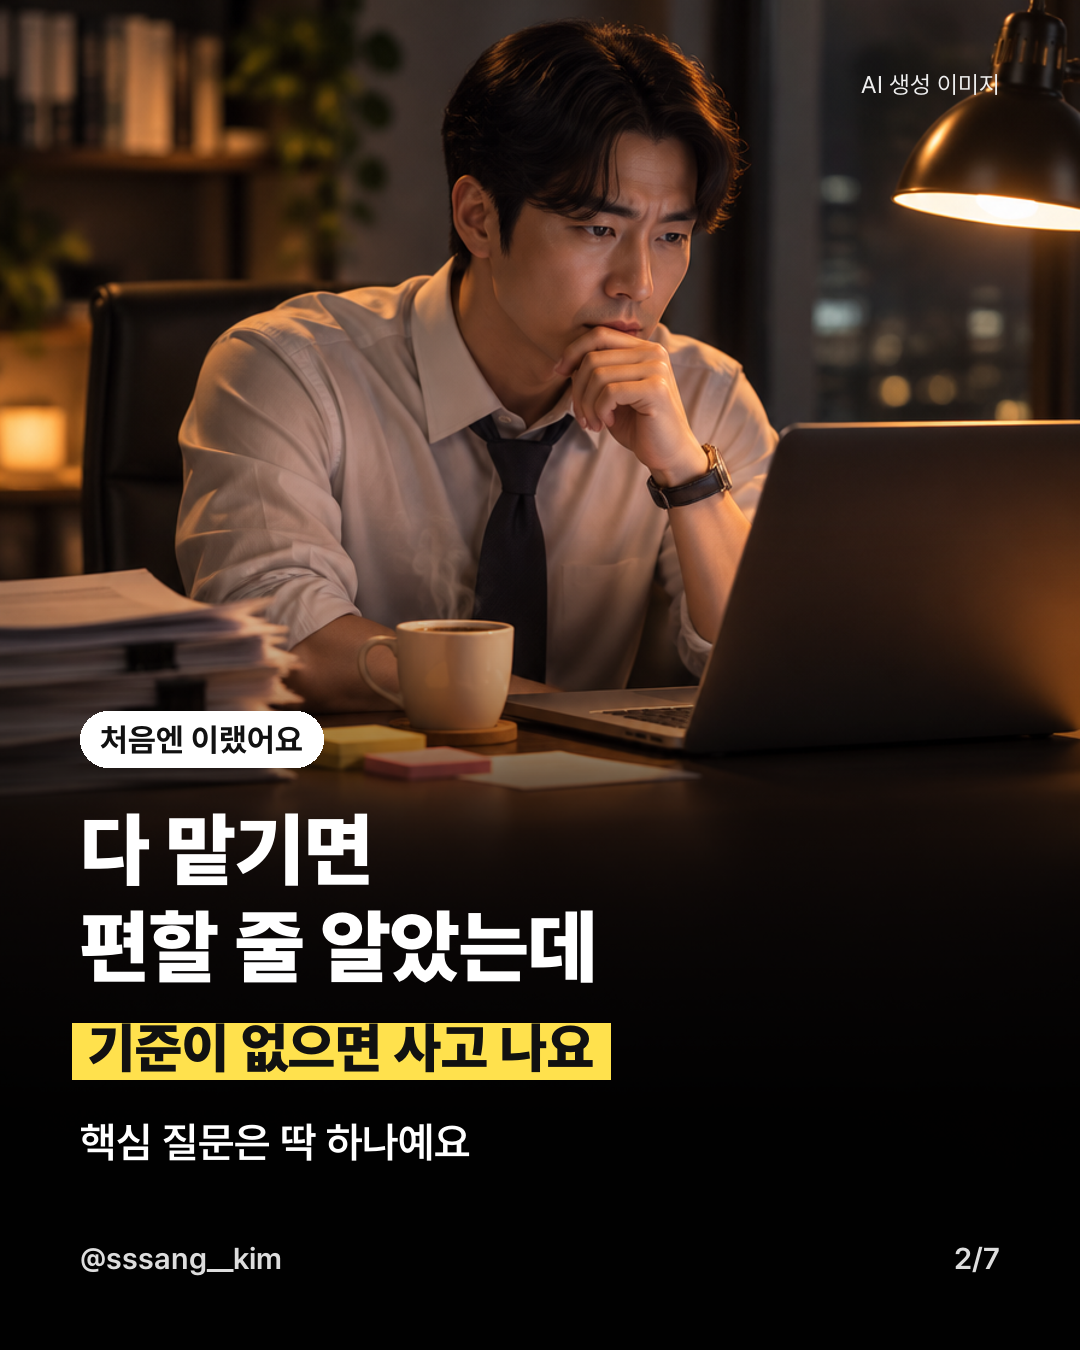 AI 생성 이미지
처음엔 이랬어요
다 맡기면
편할 줄 알았는데
기준이 없으면 사고 나요
핵심 질문은 딱 하나예요
@sssang__kim
2/7